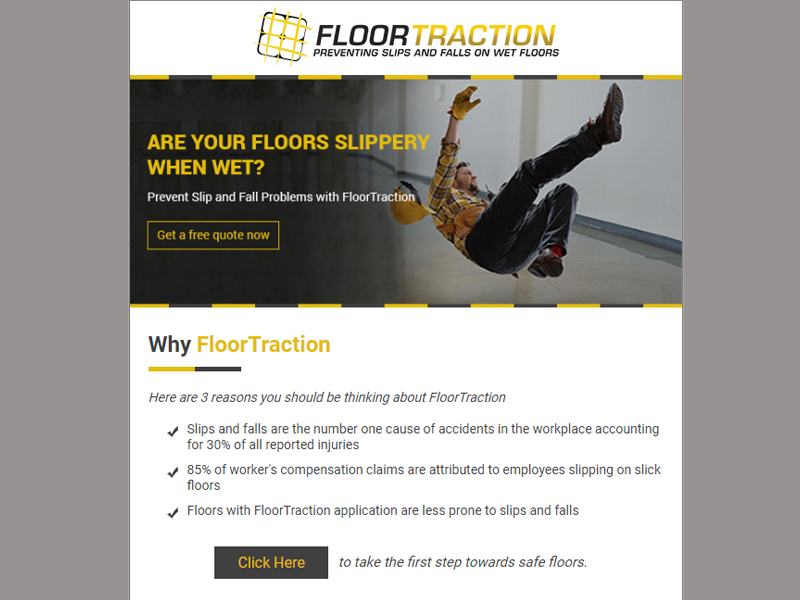 FLOORTRACTION
PREVENTING SLIPS AND FALLS ON WET FLOORS
ARE YOUR FLOORS SLIPPERY
WHEN WET?
Prevent Slip and Fall Problems with FloorTraction
Get a free quote now
Why FloorTraction
Here are 3 reasons you should be thinking about FloorTraction
Slips and falls are the number one cause of accidents in the workplace accounting
for 30% of all reported injuries
85% of worker's compensation claims are attributed to employees slipping on slick
floors
Floors with FloorTraction application are less prone to slips and falls
Click Here to take the first step towards safe floors.